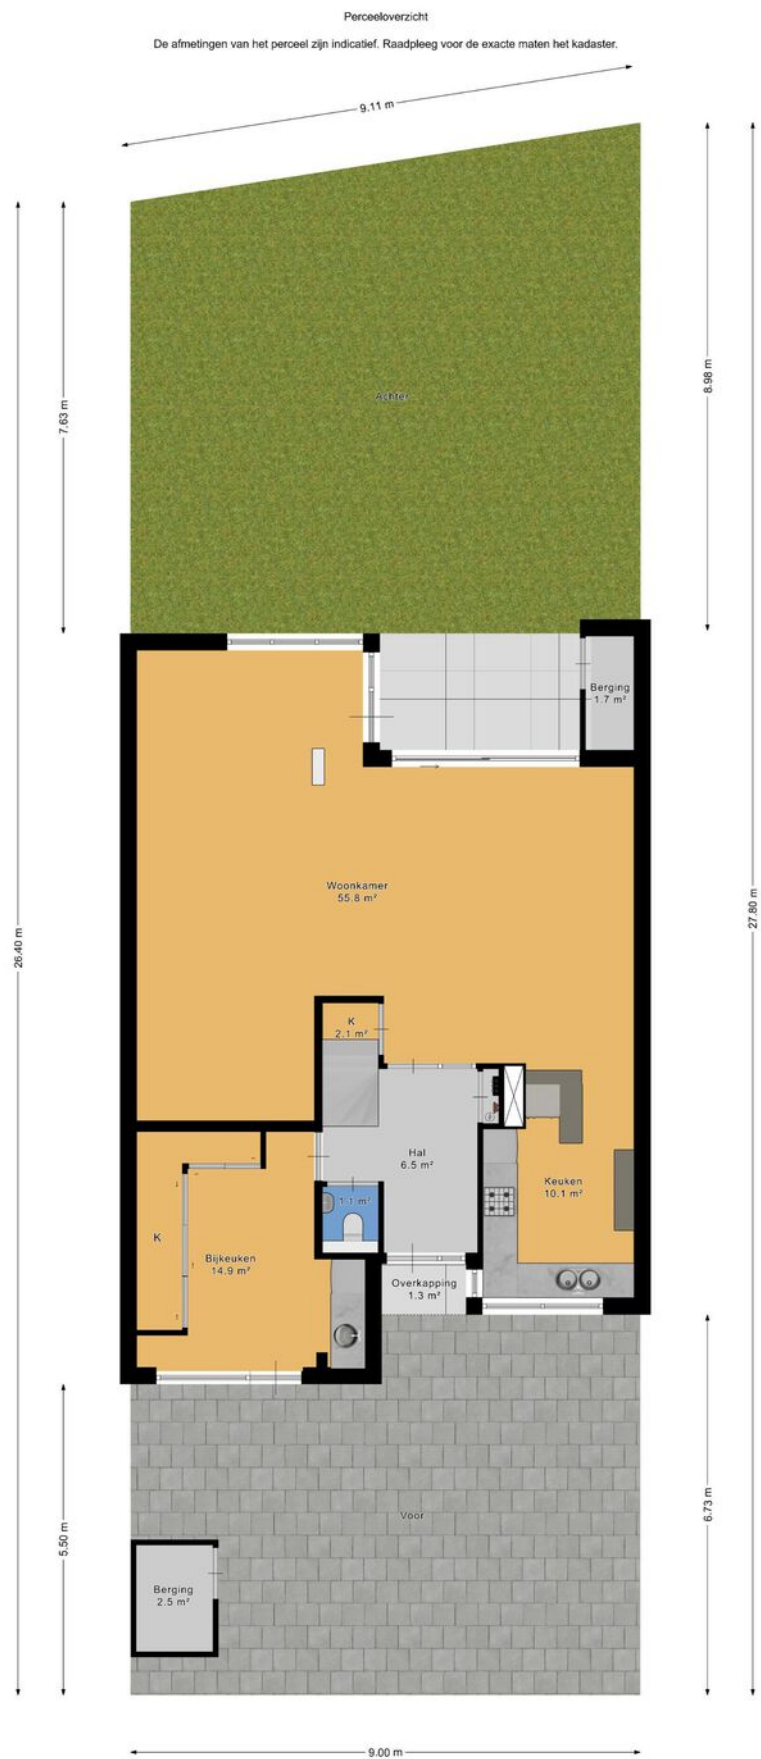 Perceeloverzicht
De afmetingen van het perceel zijn indicatief. Raadpleeg voor de exacte maten het kadaster.
9.11 m
7.63 m
8.98 m
Achter
Berging
1.7 m²
26.40 m
27.80 m
Woonkamer
55.8 m²
K
2.1 m²
Hal
6.5 m²
Keuken
10.1 m²
1.1 m²
K
Bijkeuken
14.9 m²
Overkapping
1.3 m²
5.50 m
6.73 m
Voor
Berging
2.5 m²
9.00 m